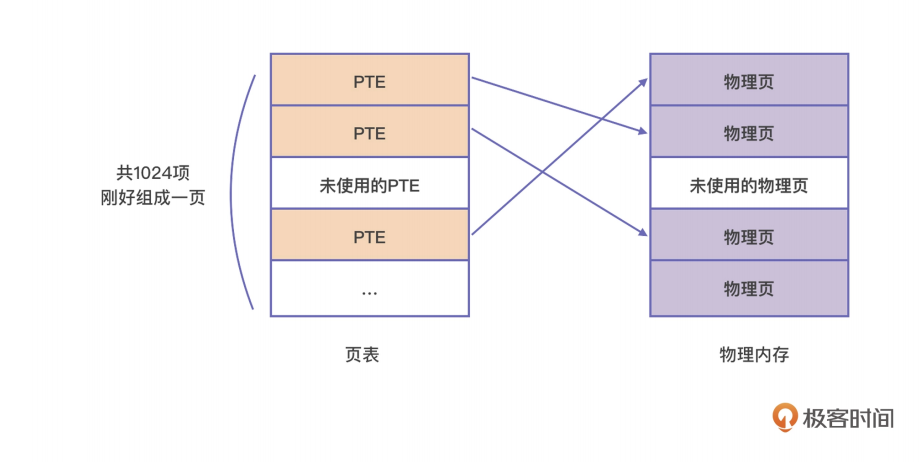 共1024项
刚好组成一页
PTE
PTE
未使用的PTE
PTE
...
页表
物理页
物理页
未使用的物理页
物理页
物理页
物理内存
极客时间